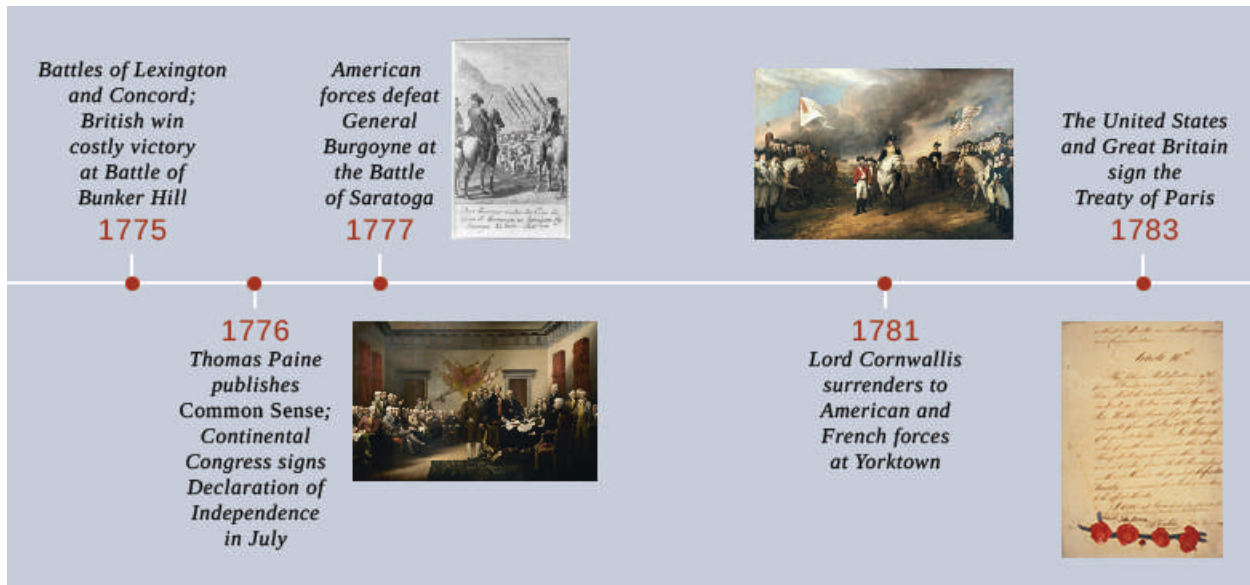 Battles of Lexington
and Concord;
British win
costly victory
at Battle of
Bunker Hill
1775
1776
Thomas Paine
publishes
Common Sense;
Continental
Congress signs
Declaration of
Independence
in July
American
forces defeat
General
Burgoyne at
the Battle
of Saratoga
1777
1781
Lord Cornwallis
surrenders to
American and
French forces
at Yorktown
The United States
and Great Britain
sign the
Treaty of Paris
1783